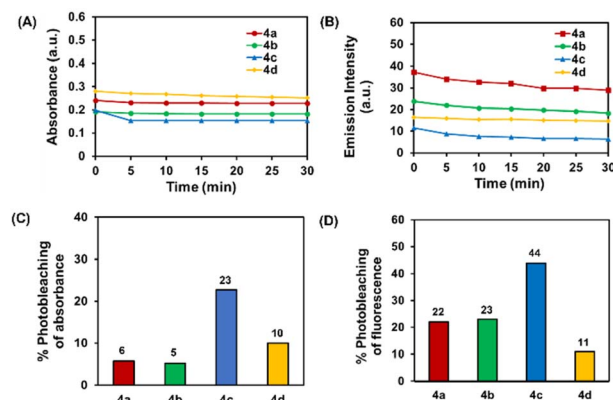 (A)
Absorbance (a.u.)
0.6
0.5
0.4
0.3
0.2
0.1
0
0 5 10 15 20 25 30
Time (min)
4a
4b
4c
4d
(B)
Emission Intensity
(a.u.)
60
50
40
30
20
10
0
0 5 10 15 20 25 30
Time (min)
4a
4b
4c
4d
(C)
% Photobleaching
of absorbance
40
30
20
10
0
6
5
23
10
4a 4b 4c 4d
(D)
% Photobleaching
of fluorescence
60
50
40
30
20
10
0
22
23
44
11
4a 4b 4c 4d